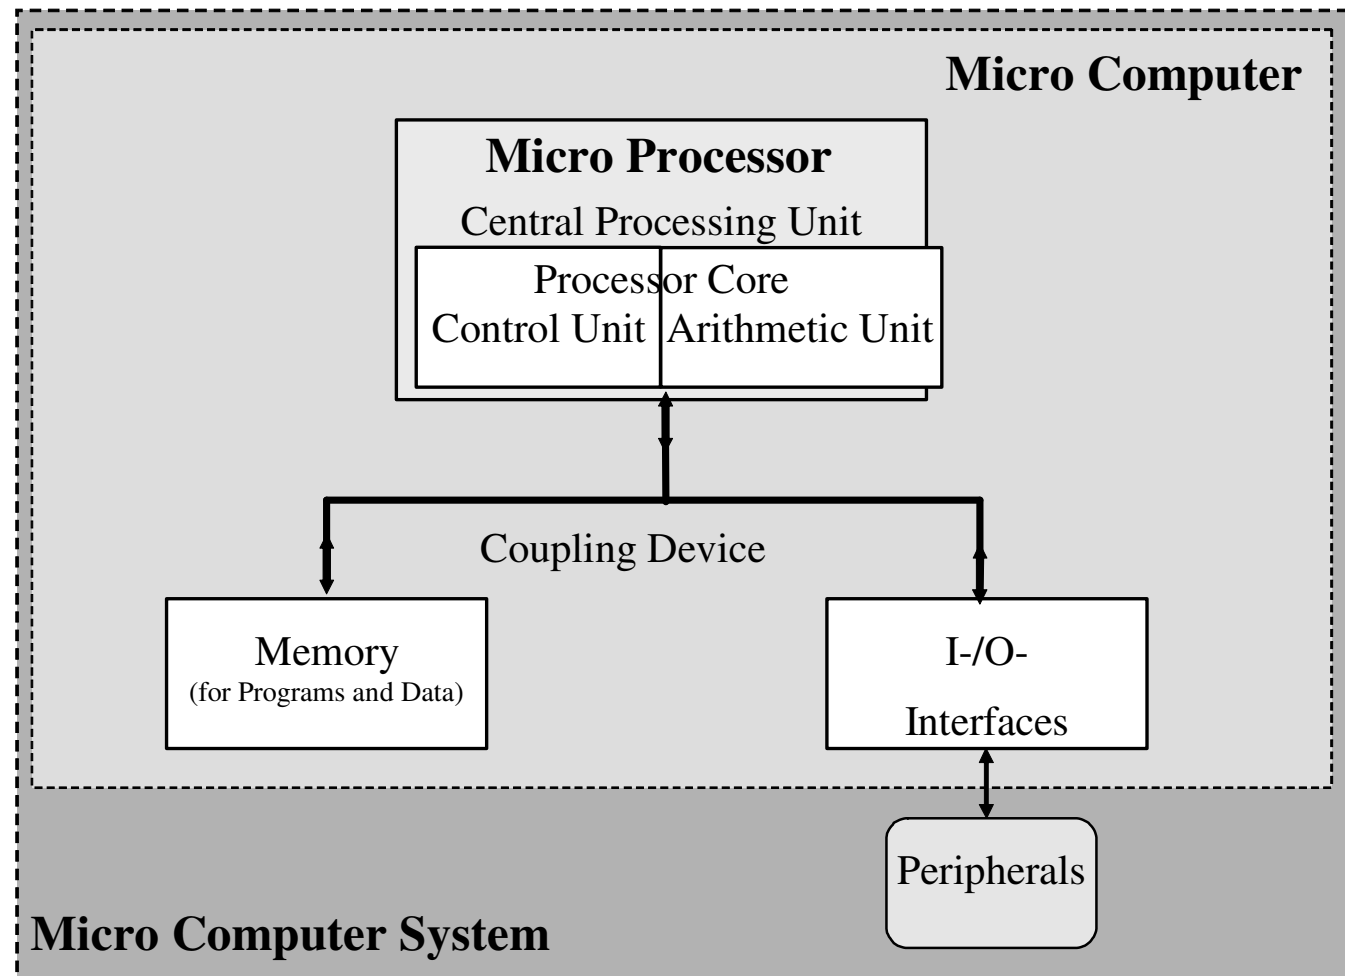 Micro Computer
Micro Processor
Central Processing Unit
Processor Core
Control Unit Arithmetic Unit
Coupling Device
Memory
(for Programs and Data)
I-/O-
Interfaces
Peripherals
Micro Computer System